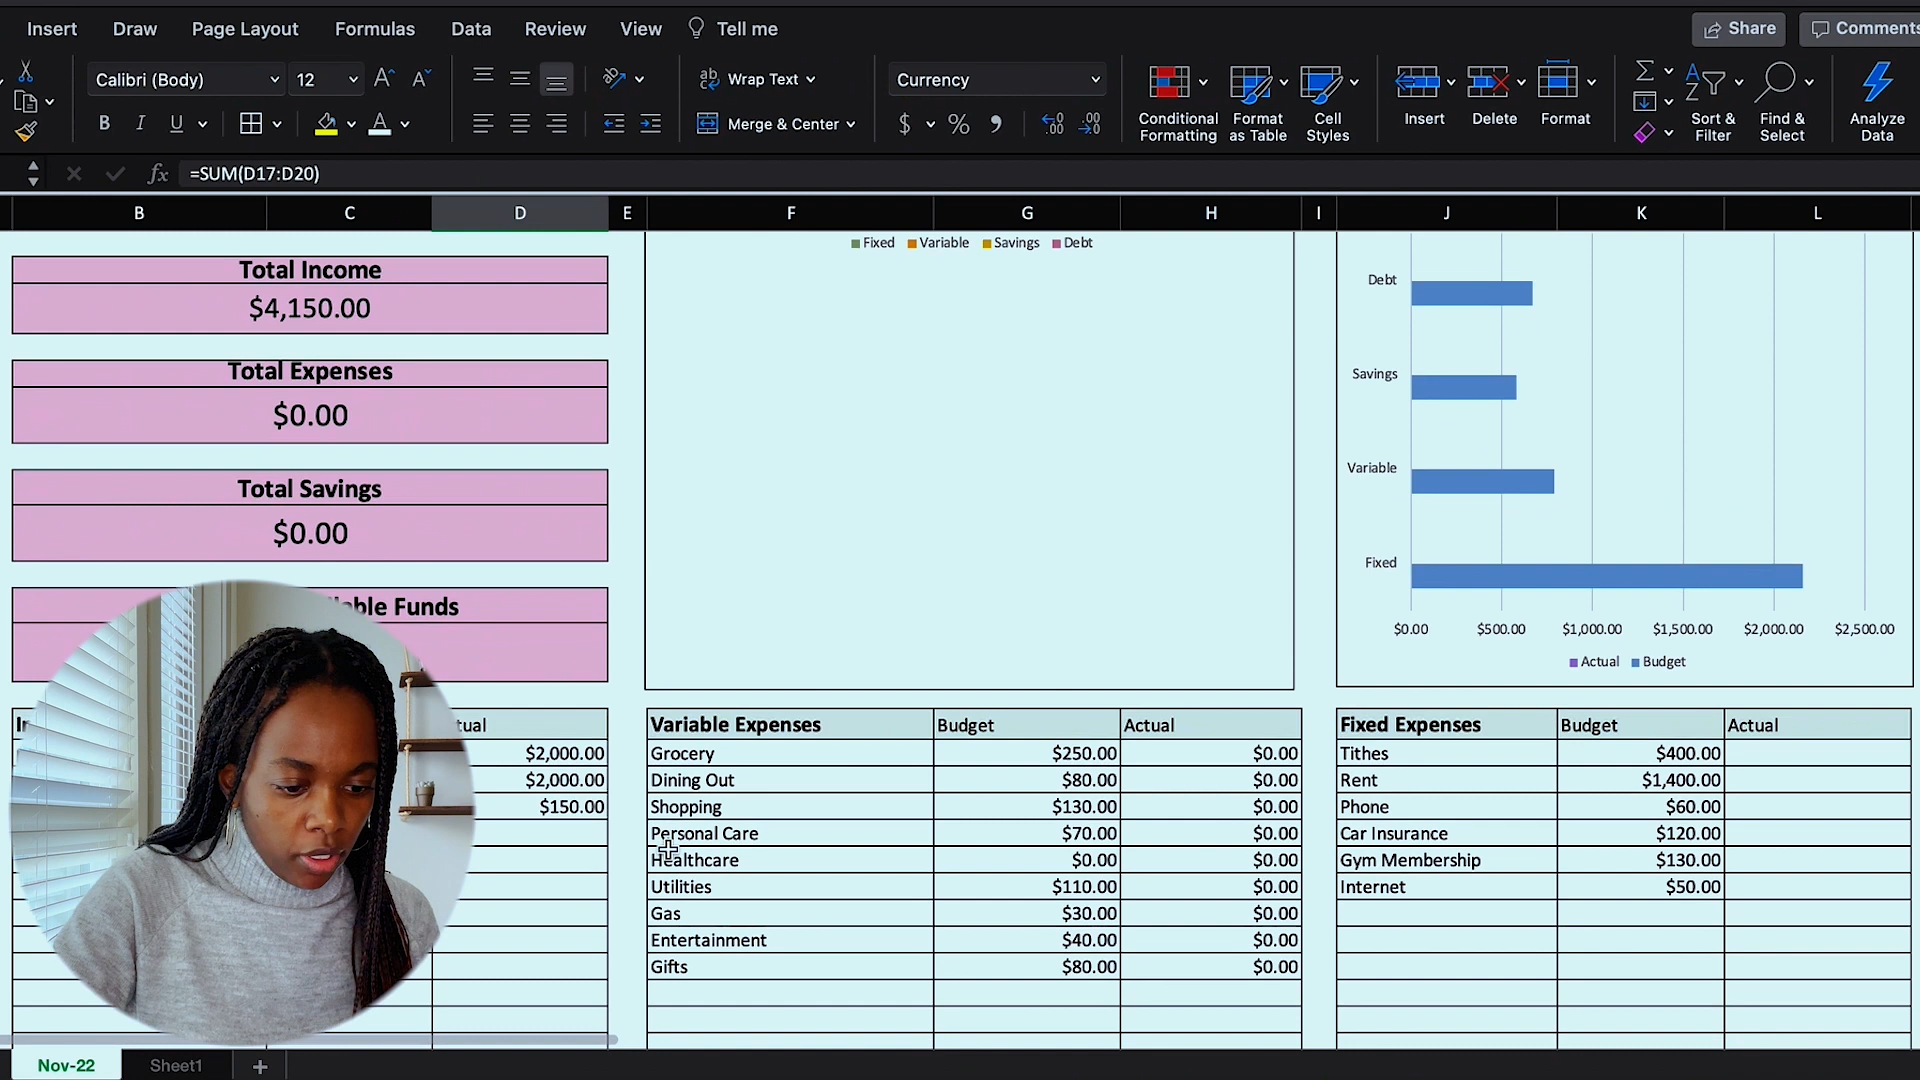 Insert Draw Page Layout Formulas Data Review View Tell me Share Comments
Calibri (Body) 12 Wrap Text Currency
B I U Merge & Center $ % Conditional Formatting Format as Table Cell Styles Insert Delete Format Sort & Filter Find & Select Analyze Data
fx =SUM(D17:D20)
B C D E F G H I J K L
Total Income
$4,150.00
Total Expenses
$0.00
Total Savings
$0.00
Funds
Fixed Variable Savings Debt
Debt
Savings
Variable
Fixed
$0.00 $500.00 $1,000.00 $1,500.00 $2,000.00 $2,500.00
Actual Budget
$2,000.00
$2,000.00
$150.00
Variable Expenses Budget Actual
Grocery $250.00 $0.00
Dining Out $80.00 $0.00
Shopping $130.00 $0.00
Personal Care $70.00 $0.00
Healthcare $0.00 $0.00
Utilities $110.00 $0.00
Gas $30.00 $0.00
Entertainment $40.00 $0.00
Gifts $80.00 $0.00
Fixed Expenses Budget Actual
Tithes $400.00
Rent $1,400.00
Phone $60.00
Car Insurance $120.00
Gym Membership $130.00
Internet $50.00
Nov-22 Sheet1 +